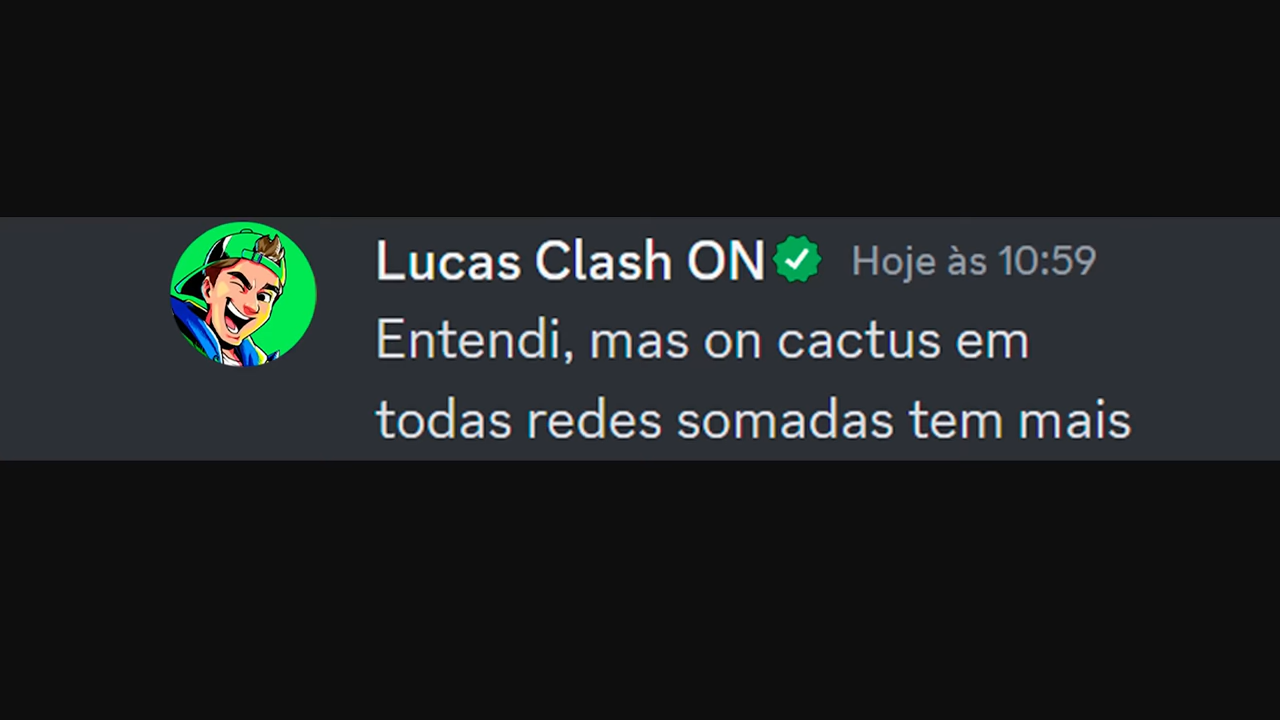 Lucas Clash ON Hoje às 10:59
Entendi, mas on cactus em
todas redes somadas tem mais